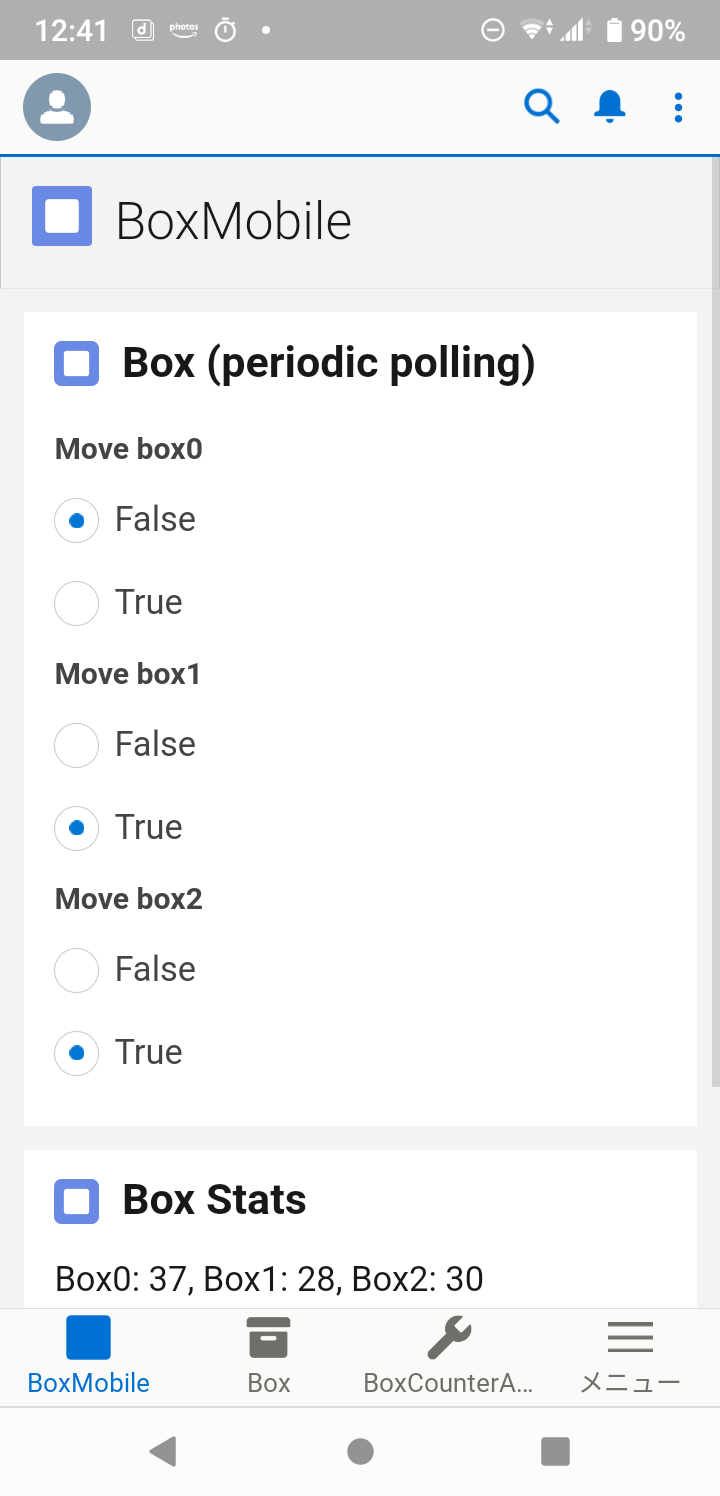 12:41 d photos 90%
BoxMobile
Box (periodic polling)
Move box0
False
True
Move box1
False
True
Move box2
False
True
Box Stats
Box0: 37, Box1: 28, Box2: 30
BoxMobile Box BoxCounterA... メニュー